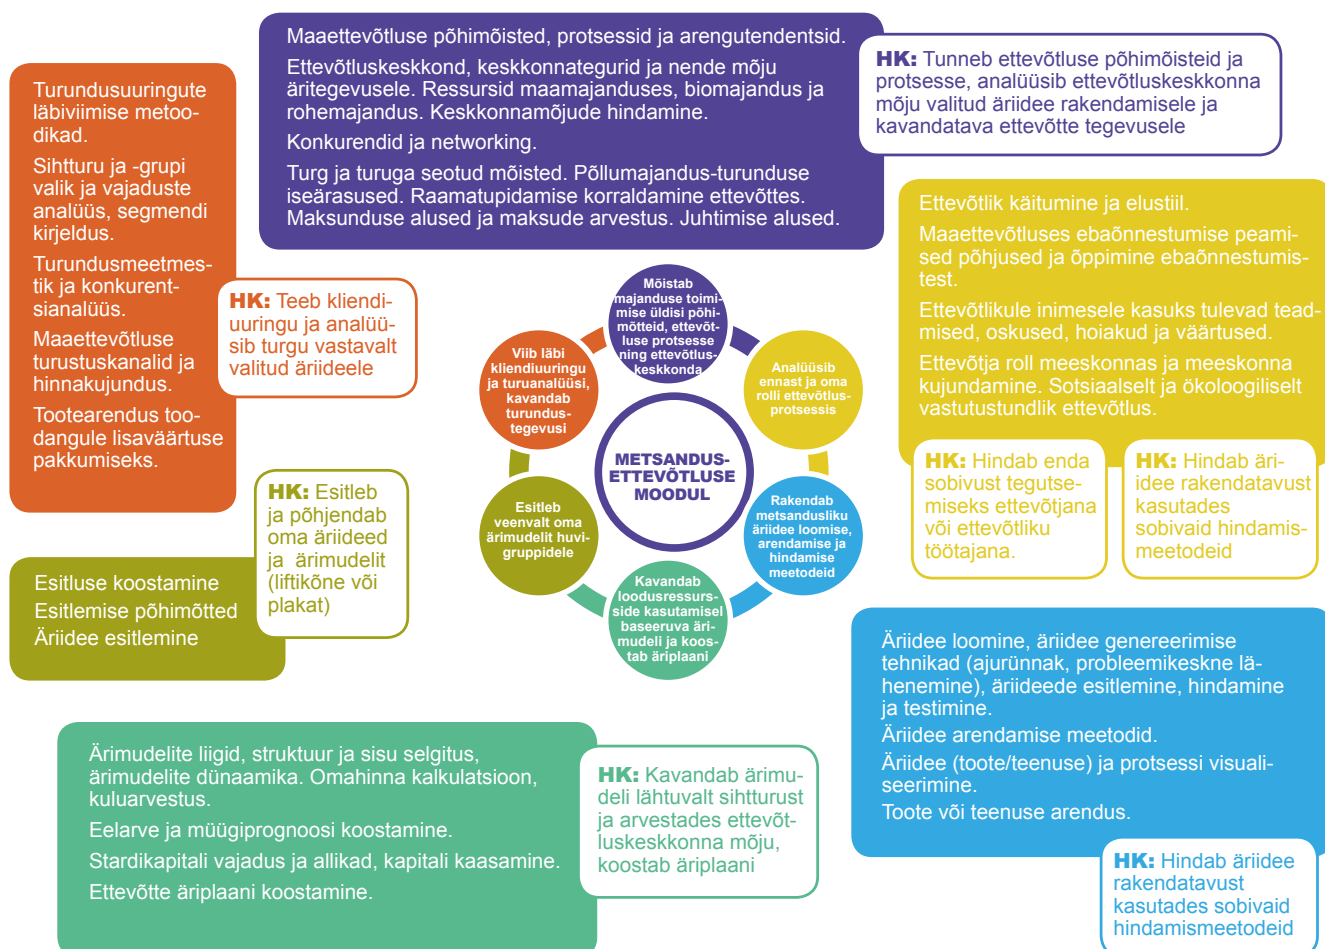 Maaettevõtluse põhimõisted, protsessid ja arengutendentsid.
Ettevõtluskeskkond, keskkonnategurid ja nende mõju
äritegevusele. Ressursid maamajanduses, biomajandus ja
rohemajandus. Keskkonnamõjude hindamine.
Konkurendid ja networking.
Turg ja turuga seotud mõisted. Põllumajandus-turunduse
iseärasused. Raamatupidamise korraldamine ettevõttes.
Maksunduse alused ja maksude arvestus. Juhtimise alused.
HK: Tunneb ettevõtluse põhimõisteid ja
protsesse, analüüsib ettevõtluskeskkonna
mõju valitud äriidee rakendamisele ja
kavandatava ettevõtte tegevusele
Turundusuuringute
läbiviimise metoo-
dikad.
Sihtturu ja -grupi
valik ja vajaduste
analüüs, segmendi
kirjeldus.
Turundusmeetmes-
tik ja konkurent-
sianalüüs.
Maaettevõtluse
turustuskanalid ja
hinnakujundus.
Tootearendus too-
dangule lisaväärtuse
pakkumiseks.
HK: Teeb kliendi-
uuringu ja analüü-
sib turgu vastavalt
valitud äriideele
Ettevõtlik käitumine ja elustiil.
Maaettevõtluses ebaõnnestumise peami-
sed põhjused ja õppimine ebaõnnestumis-
test.
Ettevõtlikule inimesele kasuks tulevad tead-
mised, oskused, hoiakud ja väärtused.
Ettevõtja roll meeskonnas ja meeskonna
kujundamine. Sotsiaalselt ja ökoloogiliselt
vastutustundlik ettevõtlus.
HK: Hindab enda
sobivust tegutse-
miseks ettevõtjana
või ettevõtliku
töötajana.
HK: Hindab äri-
idee rakendatavust
kasutades
sobivaid hindamis-
meetodeid
Mõistab
majanduse toimi-
mise üldisi põhi-
mõtteid, ettevõt-
luse protsesse
ning ettevõtlus-
keskkonda
Analüüsib
ennast ja oma
rolli ettevõtlus-
protsessis
Viib läbi
kliendiuuringu
ja turuanalüüsi,
kavandab
turundus-
tegevusi
METSANDUS-
ETTEVÕTLUSE
MOODUL
Rakendab
metsandusliku
äriidee loomise,
arendamise ja
hindamise
meetodeid
Esitleb
veenvalt oma
ärimudelit huvi-
gruppidele
Kavandab
loodusressurs-
side kasutamisel
baseeruva äri-
mudeli ja koos-
tab äriplaani
HK: Esitleb
ja põhjendab
oma äriideed
ja ärimudelit
(liftikõne või
plakat)
Esitluse koostamine
Esitlemise põhimõtted
Äriidee esitlemine
Äriidee loomine, äriidee genereerimise
tehnikad (ajurünnak, probleemikeskne lä-
henemine), äriideede esitlemine, hindamine
ja testimine.
Äriidee arendamise meetodid.
Äriidee (toote/teenuse) ja protsessi visuali-
seerimine.
Toote või teenuse arendus.
HK: Hindab äriidee
rakendatavust
kasutades sobivaid
hindamismeetodeid
Ärimudelite liigid, struktuur ja sisu selgitus,
ärimudelite dünaamika. Omahinna kalkulatsioon,
kuluarvestus.
Eelarve ja müügiprognoosi koostamine.
Stardikapitali vajadus ja allikad, kapitali kaasamine.
Ettevõtte äriplaani koostamine.
HK: Kavandab ärimu-
deli lähtuvalt sihtturust
ja arvestades ettevõt-
luskeskkonna mõju,
koostab äriplaani